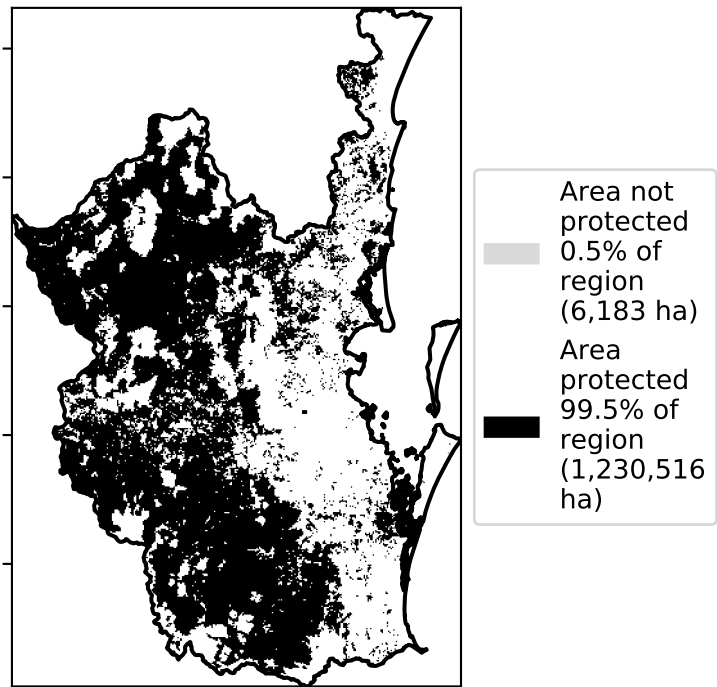 Area not
protected
0.5% of
region
(6,183 ha)
Area
protected
99.5% of
region
(1,230,516
ha)